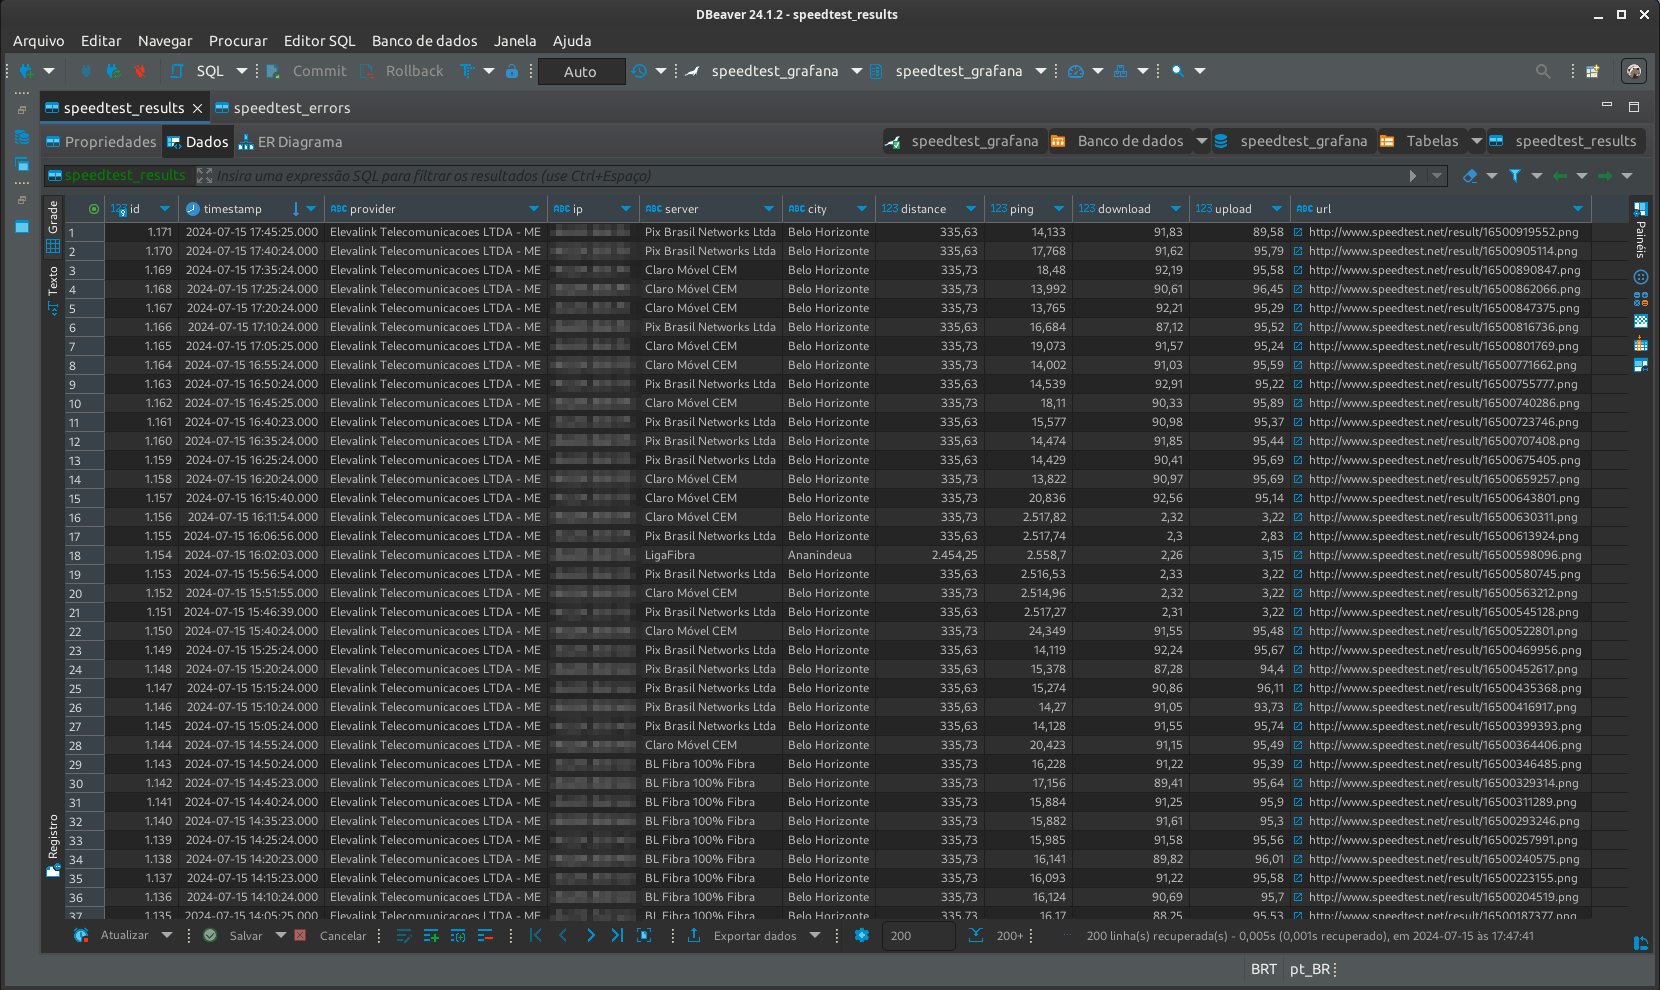 DBeaver 24.1.2 - speedtest_results
Arquivo Editar Navegar Procurar Editor SQL Banco de dados Janela Ajuda
SQL Commit Rollback Auto speedtest_grafana speedtest_grafana
speedtest_results speedtest_errors
Propriedades Dados ER Diagrama speedtest_grafana Banco de dados speedtest_grafana Tabelas speedtest_results
speedtest_results Insira uma expressão SQL para filtrar os resultados (use Ctrl+Espaço)
Grade
Texto
Registro
Painéis
123 id timestamp ABC provider ABC ip ABC server ABC city 123 distance 123 ping 123 download 123 upload ABC url
1 1.171 2024-07-15 17:45:25.000 Elevalink Telecomunicacoes LTDA - ME Pix Brasil Networks Ltda Belo Horizonte 335,63 14,133 91,83 89,58 http://www.speedtest.net/result/16500919552.png
2 1.170 2024-07-15 17:40:24.000 Elevalink Telecomunicacoes LTDA - ME Pix Brasil Networks Ltda Belo Horizonte 335,63 17,768 91,62 95,79 http://www.speedtest.net/result/16500905114.png
3 1.169 2024-07-15 17:35:24.000 Elevalink Telecomunicacoes LTDA - ME Claro Móvel CEM Belo Horizonte 335,73 18,48 92,19 95,58 http://www.speedtest.net/result/16500890847.png
4 1.168 2024-07-15 17:25:24.000 Elevalink Telecomunicacoes LTDA - ME Claro Móvel CEM Belo Horizonte 335,73 13,992 90,61 96,45 http://www.speedtest.net/result/16500862066.png
5 1.167 2024-07-15 17:20:24.000 Elevalink Telecomunicacoes LTDA - ME Claro Móvel CEM Belo Horizonte 335,73 13,765 92,21 95,29 http://www.speedtest.net/result/16500847375.png
6 1.166 2024-07-15 17:10:24.000 Elevalink Telecomunicacoes LTDA - ME Pix Brasil Networks Ltda Belo Horizonte 335,63 16,684 87,12 95,52 http://www.speedtest.net/result/16500816736.png
7 1.165 2024-07-15 17:05:25.000 Elevalink Telecomunicacoes LTDA - ME Claro Móvel CEM Belo Horizonte 335,73 19,073 91,57 95,24 http://www.speedtest.net/result/16500801769.png
8 1.164 2024-07-15 16:55:24.000 Elevalink Telecomunicacoes LTDA - ME Claro Móvel CEM Belo Horizonte 335,73 14,002 91,03 95,59 http://www.speedtest.net/result/16500771662.png
9 1.163 2024-07-15 16:50:24.000 Elevalink Telecomunicacoes LTDA - ME Pix Brasil Networks Ltda Belo Horizonte 335,63 14,539 92,91 95,22 http://www.speedtest.net/result/16500755777.png
10 1.162 2024-07-15 16:45:25.000 Elevalink Telecomunicacoes LTDA - ME Claro Móvel CEM Belo Horizonte 335,73 18,11 90,33 95,89 http://www.speedtest.net/result/16500740286.png
11 1.161 2024-07-15 16:40:23.000 Elevalink Telecomunicacoes LTDA - ME Pix Brasil Networks Ltda Belo Horizonte 335,63 15,577 90,98 95,37 http://www.speedtest.net/result/16500723746.png
12 1.160 2024-07-15 16:35:24.000 Elevalink Telecomunicacoes LTDA - ME Pix Brasil Networks Ltda Belo Horizonte 335,63 14,474 91,85 95,44 http://www.speedtest.net/result/16500707408.png
13 1.159 2024-07-15 16:25:24.000 Elevalink Telecomunicacoes LTDA - ME Pix Brasil Networks Ltda Belo Horizonte 335,63 14,429 90,41 95,69 http://www.speedtest.net/result/16500675405.png
14 1.158 2024-07-15 16:20:24.000 Elevalink Telecomunicacoes LTDA - ME Claro Móvel CEM Belo Horizonte 335,73 13,822 90,97 95,69 http://www.speedtest.net/result/16500659257.png
15 1.157 2024-07-15 16:15:40.000 Elevalink Telecomunicacoes LTDA - ME Claro Móvel CEM Belo Horizonte 335,73 20,836 92,56 95,14 http://www.speedtest.net/result/16500643801.png
16 1.156 2024-07-15 16:11:54.000 Elevalink Telecomunicacoes LTDA - ME Claro Móvel CEM Belo Horizonte 335,73 2.517,82 2,32 3,22 http://www.speedtest.net/result/16500630311.png
17 1.155 2024-07-15 16:06:56.000 Elevalink Telecomunicacoes LTDA - ME Pix Brasil Networks Ltda Belo Horizonte 335,63 2.517,74 2,3 2,83 http://www.speedtest.net/result/16500613924.png
18 1.154 2024-07-15 16:02:03.000 Elevalink Telecomunicacoes LTDA - ME LigaFibra Ananindeua 2.454,25 2.558,7 2,26 3,15 http://www.speedtest.net/result/16500598096.png
19 1.153 2024-07-15 15:56:54.000 Elevalink Telecomunicacoes LTDA - ME Pix Brasil Networks Ltda Belo Horizonte 335,63 2.516,53 2,33 3,22 http://www.speedtest.net/result/16500580745.png
20 1.152 2024-07-15 15:51:55.000 Elevalink Telecomunicacoes LTDA - ME Claro Móvel CEM Belo Horizonte 335,73 2.514,96 2,32 3,22 http://www.speedtest.net/result/16500563212.png
21 1.151 2024-07-15 15:46:39.000 Elevalink Telecomunicacoes LTDA - ME Pix Brasil Networks Ltda Belo Horizonte 335,63 2.517,27 2,31 3,22 http://www.speedtest.net/result/16500545128.png
22 1.150 2024-07-15 15:40:24.000 Elevalink Telecomunicacoes LTDA - ME Claro Móvel CEM Belo Horizonte 335,73 24,349 91,55 95,48 http://www.speedtest.net/result/16500522801.png
23 1.149 2024-07-15 15:25:24.000 Elevalink Telecomunicacoes LTDA - ME Pix Brasil Networks Ltda Belo Horizonte 335,63 14,119 92,24 95,67 http://www.speedtest.net/result/16500469956.png
24 1.148 2024-07-15 15:20:24.000 Elevalink Telecomunicacoes LTDA - ME Pix Brasil Networks Ltda Belo Horizonte 335,63 15,378 87,28 94,4 http://www.speedtest.net/result/16500452617.png
25 1.147 2024-07-15 15:15:24.000 Elevalink Telecomunicacoes LTDA - ME Pix Brasil Networks Ltda Belo Horizonte 335,63 15,274 90,86 96,11 http://www.speedtest.net/result/16500435368.png
26 1.146 2024-07-15 15:10:24.000 Elevalink Telecomunicacoes LTDA - ME Pix Brasil Networks Ltda Belo Horizonte 335,63 14,27 91,05 93,73 http://www.speedtest.net/result/16500416917.png
27 1.145 2024-07-15 15:05:24.000 Elevalink Telecomunicacoes LTDA - ME Pix Brasil Networks Ltda Belo Horizonte 335,63 14,128 91,55 95,74 http://www.speedtest.net/result/16500399393.png
28 1.144 2024-07-15 14:55:24.000 Elevalink Telecomunicacoes LTDA - ME Claro Móvel CEM Belo Horizonte 335,73 20,423 91,15 95,49 http://www.speedtest.net/result/16500364406.png
29 1.143 2024-07-15 14:50:24.000 Elevalink Telecomunicacoes LTDA - ME BL Fibra 100% Fibra Belo Horizonte 335,73 16,228 91,22 95,39 http://www.speedtest.net/result/16500346485.png
30 1.142 2024-07-15 14:45:23.000 Elevalink Telecomunicacoes LTDA - ME BL Fibra 100% Fibra Belo Horizonte 335,73 17,156 89,41 95,64 http://www.speedtest.net/result/16500329314.png
31 1.141 2024-07-15 14:40:24.000 Elevalink Telecomunicacoes LTDA - ME BL Fibra 100% Fibra Belo Horizonte 335,73 15,884 91,25 95,9 http://www.speedtest.net/result/16500311289.png
32 1.140 2024-07-15 14:35:23.000 Elevalink Telecomunicacoes LTDA - ME BL Fibra 100% Fibra Belo Horizonte 335,73 15,882 91,61 95,3 http://www.speedtest.net/result/16500293246.png
33 1.139 2024-07-15 14:25:24.000 Elevalink Telecomunicacoes LTDA - ME BL Fibra 100% Fibra Belo Horizonte 335,73 15,985 91,58 95,56 http://www.speedtest.net/result/16500257991.png
34 1.138 2024-07-15 14:20:23.000 Elevalink Telecomunicacoes LTDA - ME BL Fibra 100% Fibra Belo Horizonte 335,73 16,141 89,82 96,01 http://www.speedtest.net/result/16500240575.png
35 1.137 2024-07-15 14:15:23.000 Elevalink Telecomunicacoes LTDA - ME BL Fibra 100% Fibra Belo Horizonte 335,73 16,093 91,22 95,58 http://www.speedtest.net/result/16500223155.png
36 1.136 2024-07-15 14:10:24.000 Elevalink Telecomunicacoes LTDA - ME BL Fibra 100% Fibra Belo Horizonte 335,73 16,124 90,69 95,7 http://www.speedtest.net/result/16500204519.png
37 1.135 2024-07-15 14:05:25.000 Elevalink Telecomunicacoes LTDA - ME BL Fibra 100% Fibra Belo Horizonte 335,73 16,17 88,25 95,53 http://www.speedtest.net/result/16500187377.png
Atualizar Salvar Cancelar Exportar dados 200 200+ 200 linha(s) recuperada(s) - 0,005s (0,001s recuperado), em 2024-07-15 às 17:47:41
BRT pt_BR